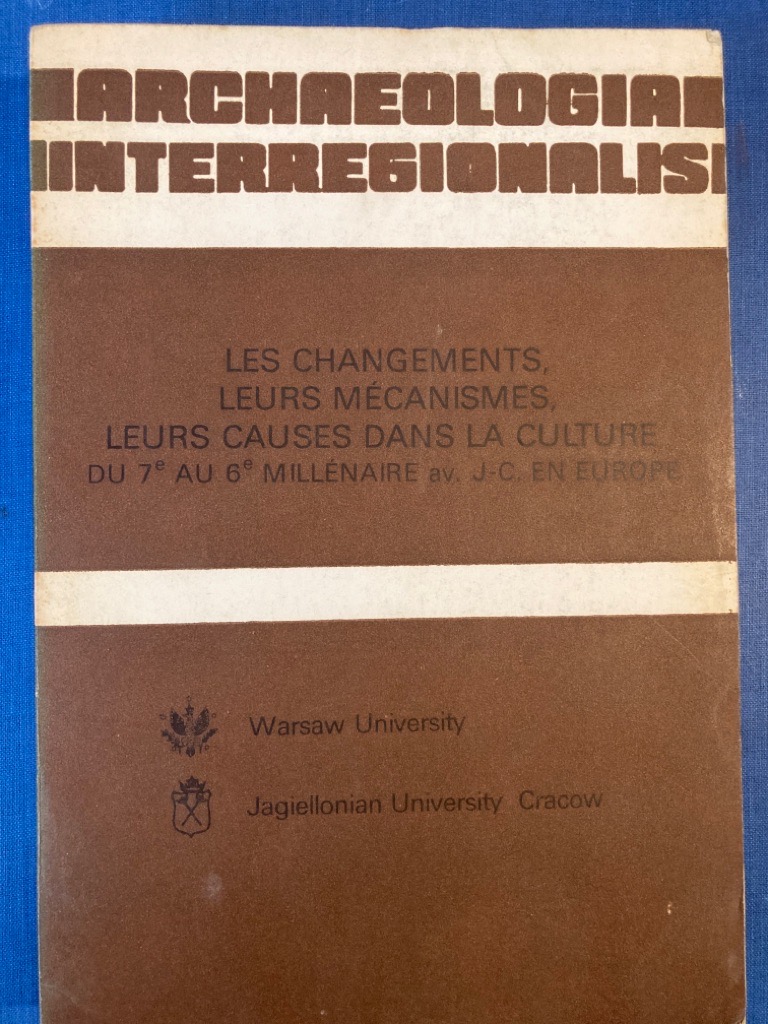 ARCHAEOLOGIA
INTERREGIONALIS
LES CHANGEMENTS,
LEURS MÉCANISMES,
LEURS CAUSES DANS LA CULTURE
DU 7e AU 6e MILLÉNAIRE av. J-C. EN EUROPE
Warsaw University
Jagiellonian University Cracow